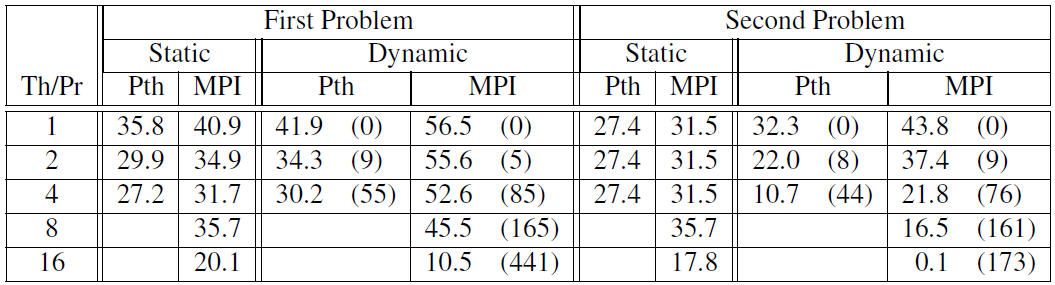 First Problem Second Problem
Static Dynamic Static Dynamic
Th/Pr Pth MPI Pth MPI Pth MPI Pth MPI
1 35.8 40.9 41.9 (0) 56.5 (0) 27.4 31.5 32.3 (0) 43.8 (0)
2 29.9 34.9 34.3 (9) 55.6 (5) 27.4 31.5 22.0 (8) 37.4 (9)
4 27.2 31.7 30.2 (55) 52.6 (85) 27.4 31.5 10.7 (44) 21.8 (76)
8 35.7 45.5 (165) 35.7 16.5 (161)
16 20.1 10.5 (441) 17.8 0.1 (173)